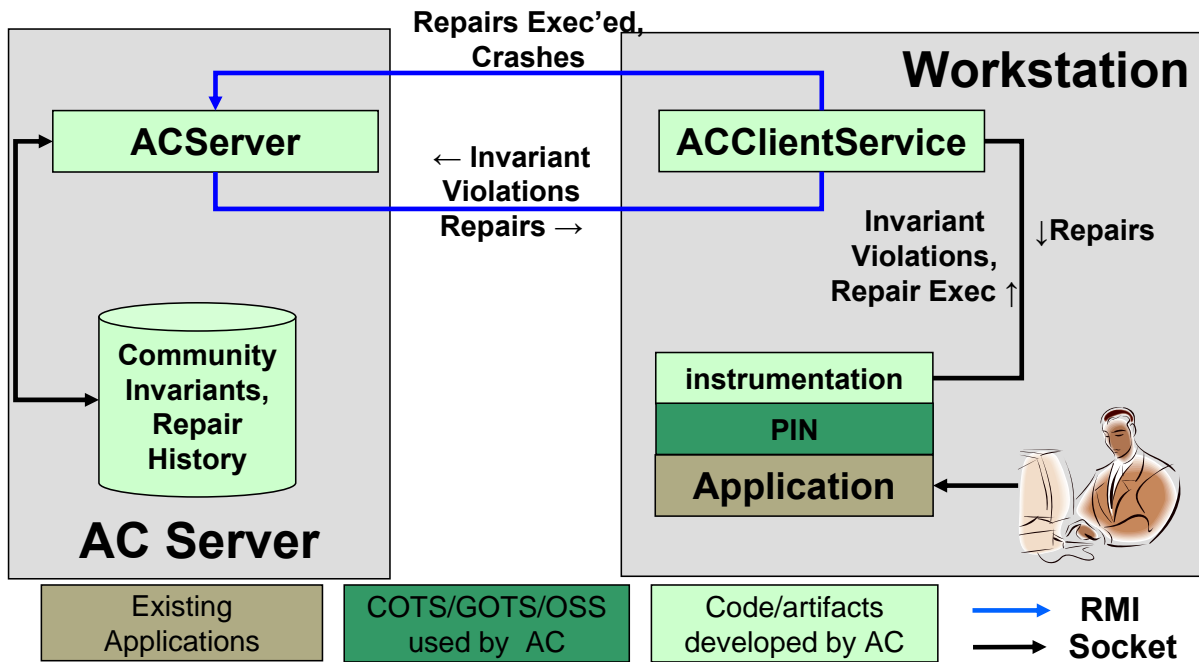 Repairs Exec’ed,
Crashes
Workstation
ACServer
ACClientService
← Invariant
Violations
Repairs →
Invariant
Violations,
Repair Exec ↑
↓Repairs
Community
Invariants,
Repair
History
instrumentation
PIN
Application
AC Server
Existing
Applications
COTS/GOTS/OSS
used by AC
Code/artifacts
developed by AC
RMI
Socket